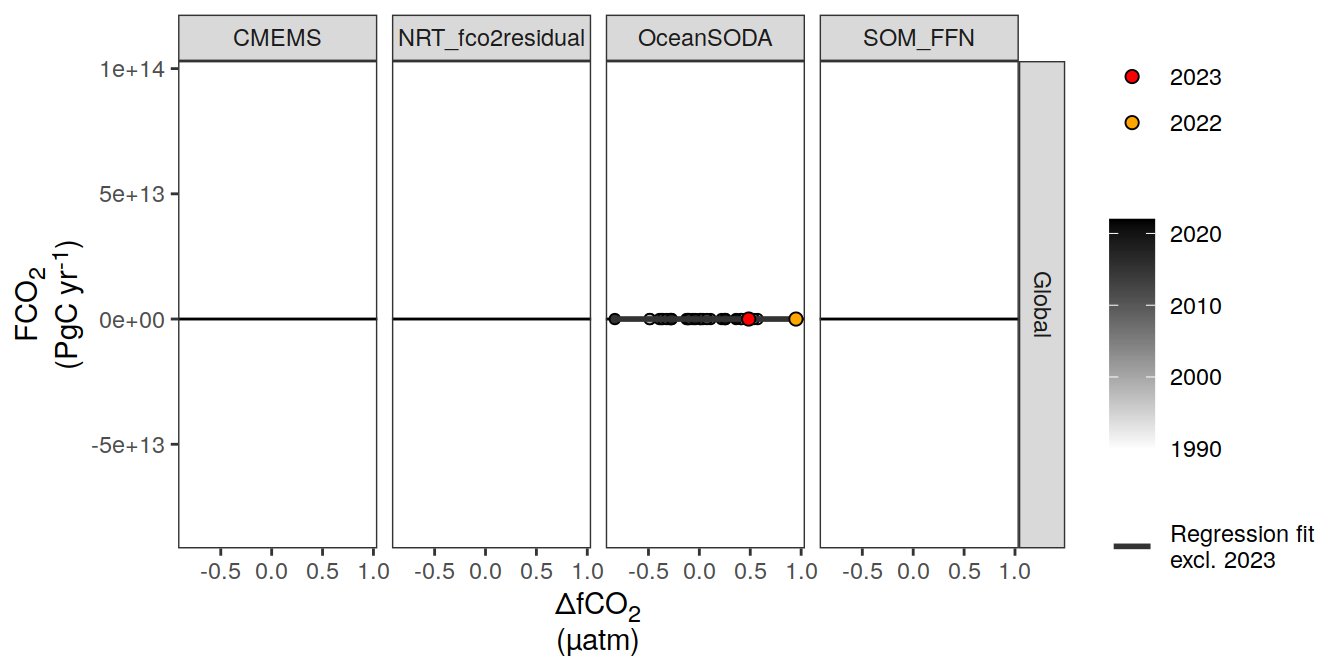 CMEMS NRT_fco2residual OceanSODA SOM_FFN
1e+14
5e+13
0e+00
-5e+13
FCO2
(PgC yr-1)
Global
-0.5 0.0 0.5 1.0 -0.5 0.0 0.5 1.0 -0.5 0.0 0.5 1.0 -0.5 0.0 0.5 1.0
ΔfCO2
(µatm)
2023
2022
2020
2010
2000
1990
Regression fit
excl. 2023